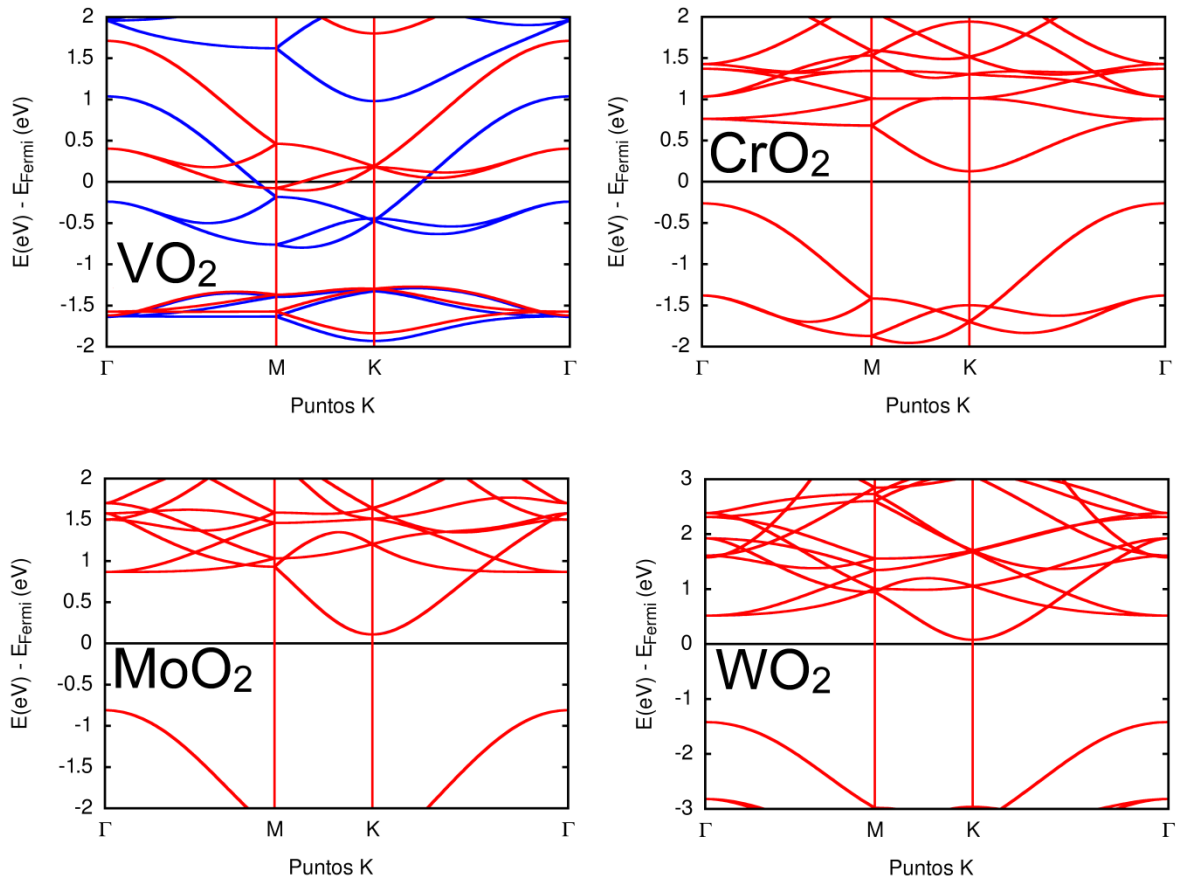 2
1.5
1
0.5
0
-0.5
-1
-1.5
-2
E(eV) - E_Fermi (eV)
VO₂
Γ M K Γ
Puntos K
2
1.5
1
0.5
0
-0.5
-1
-1.5
-2
E(eV) - E_Fermi (eV)
CrO₂
Γ M K Γ
Puntos K
2
1.5
1
0.5
0
-0.5
-1
-1.5
-2
E(eV) - E_Fermi (eV)
MoO₂
Γ M K Γ
Puntos K
3
2
1
0
-1
-2
-3
E(eV) - E_Fermi (eV)
WO₂
Γ M K Γ
Puntos K